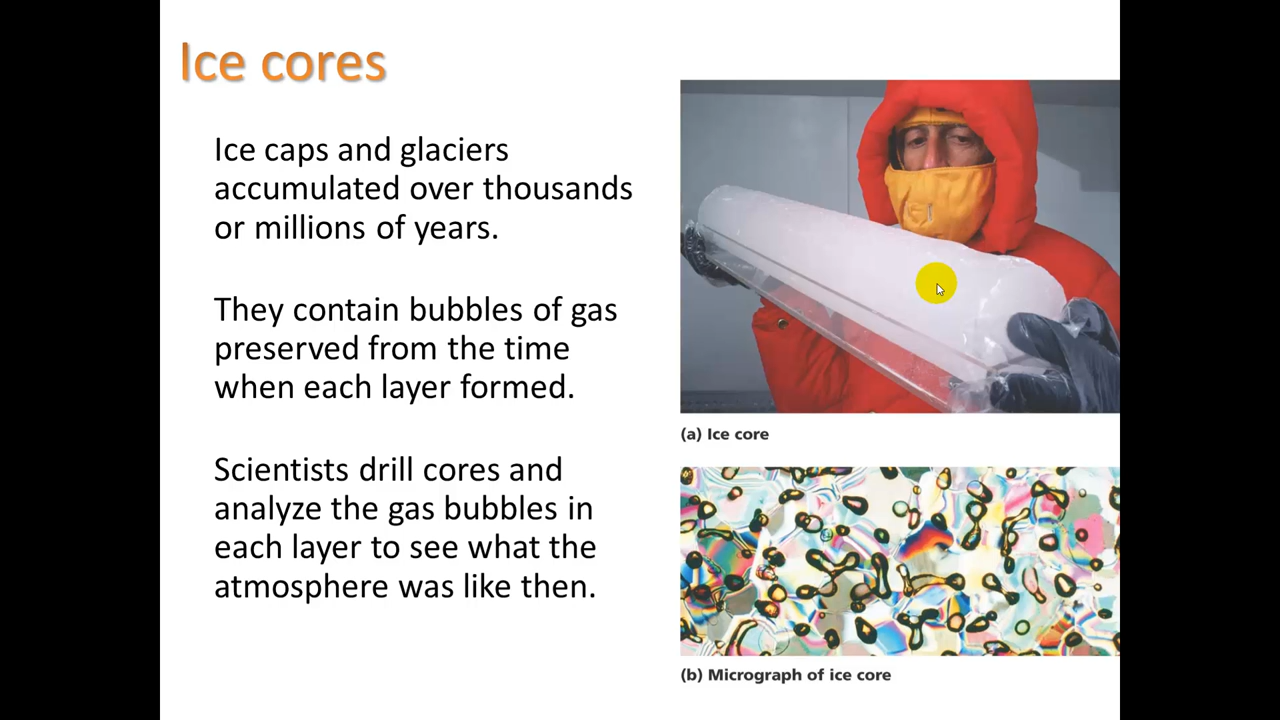 Ice cores
Ice caps and glaciers
accumulated over thousands
or millions of years.
They contain bubbles of gas
preserved from the time
when each layer formed.
Scientists drill cores and
analyze the gas bubbles in
each layer to see what the
atmosphere was like then.
(a) Ice core
(b) Micrograph of ice core